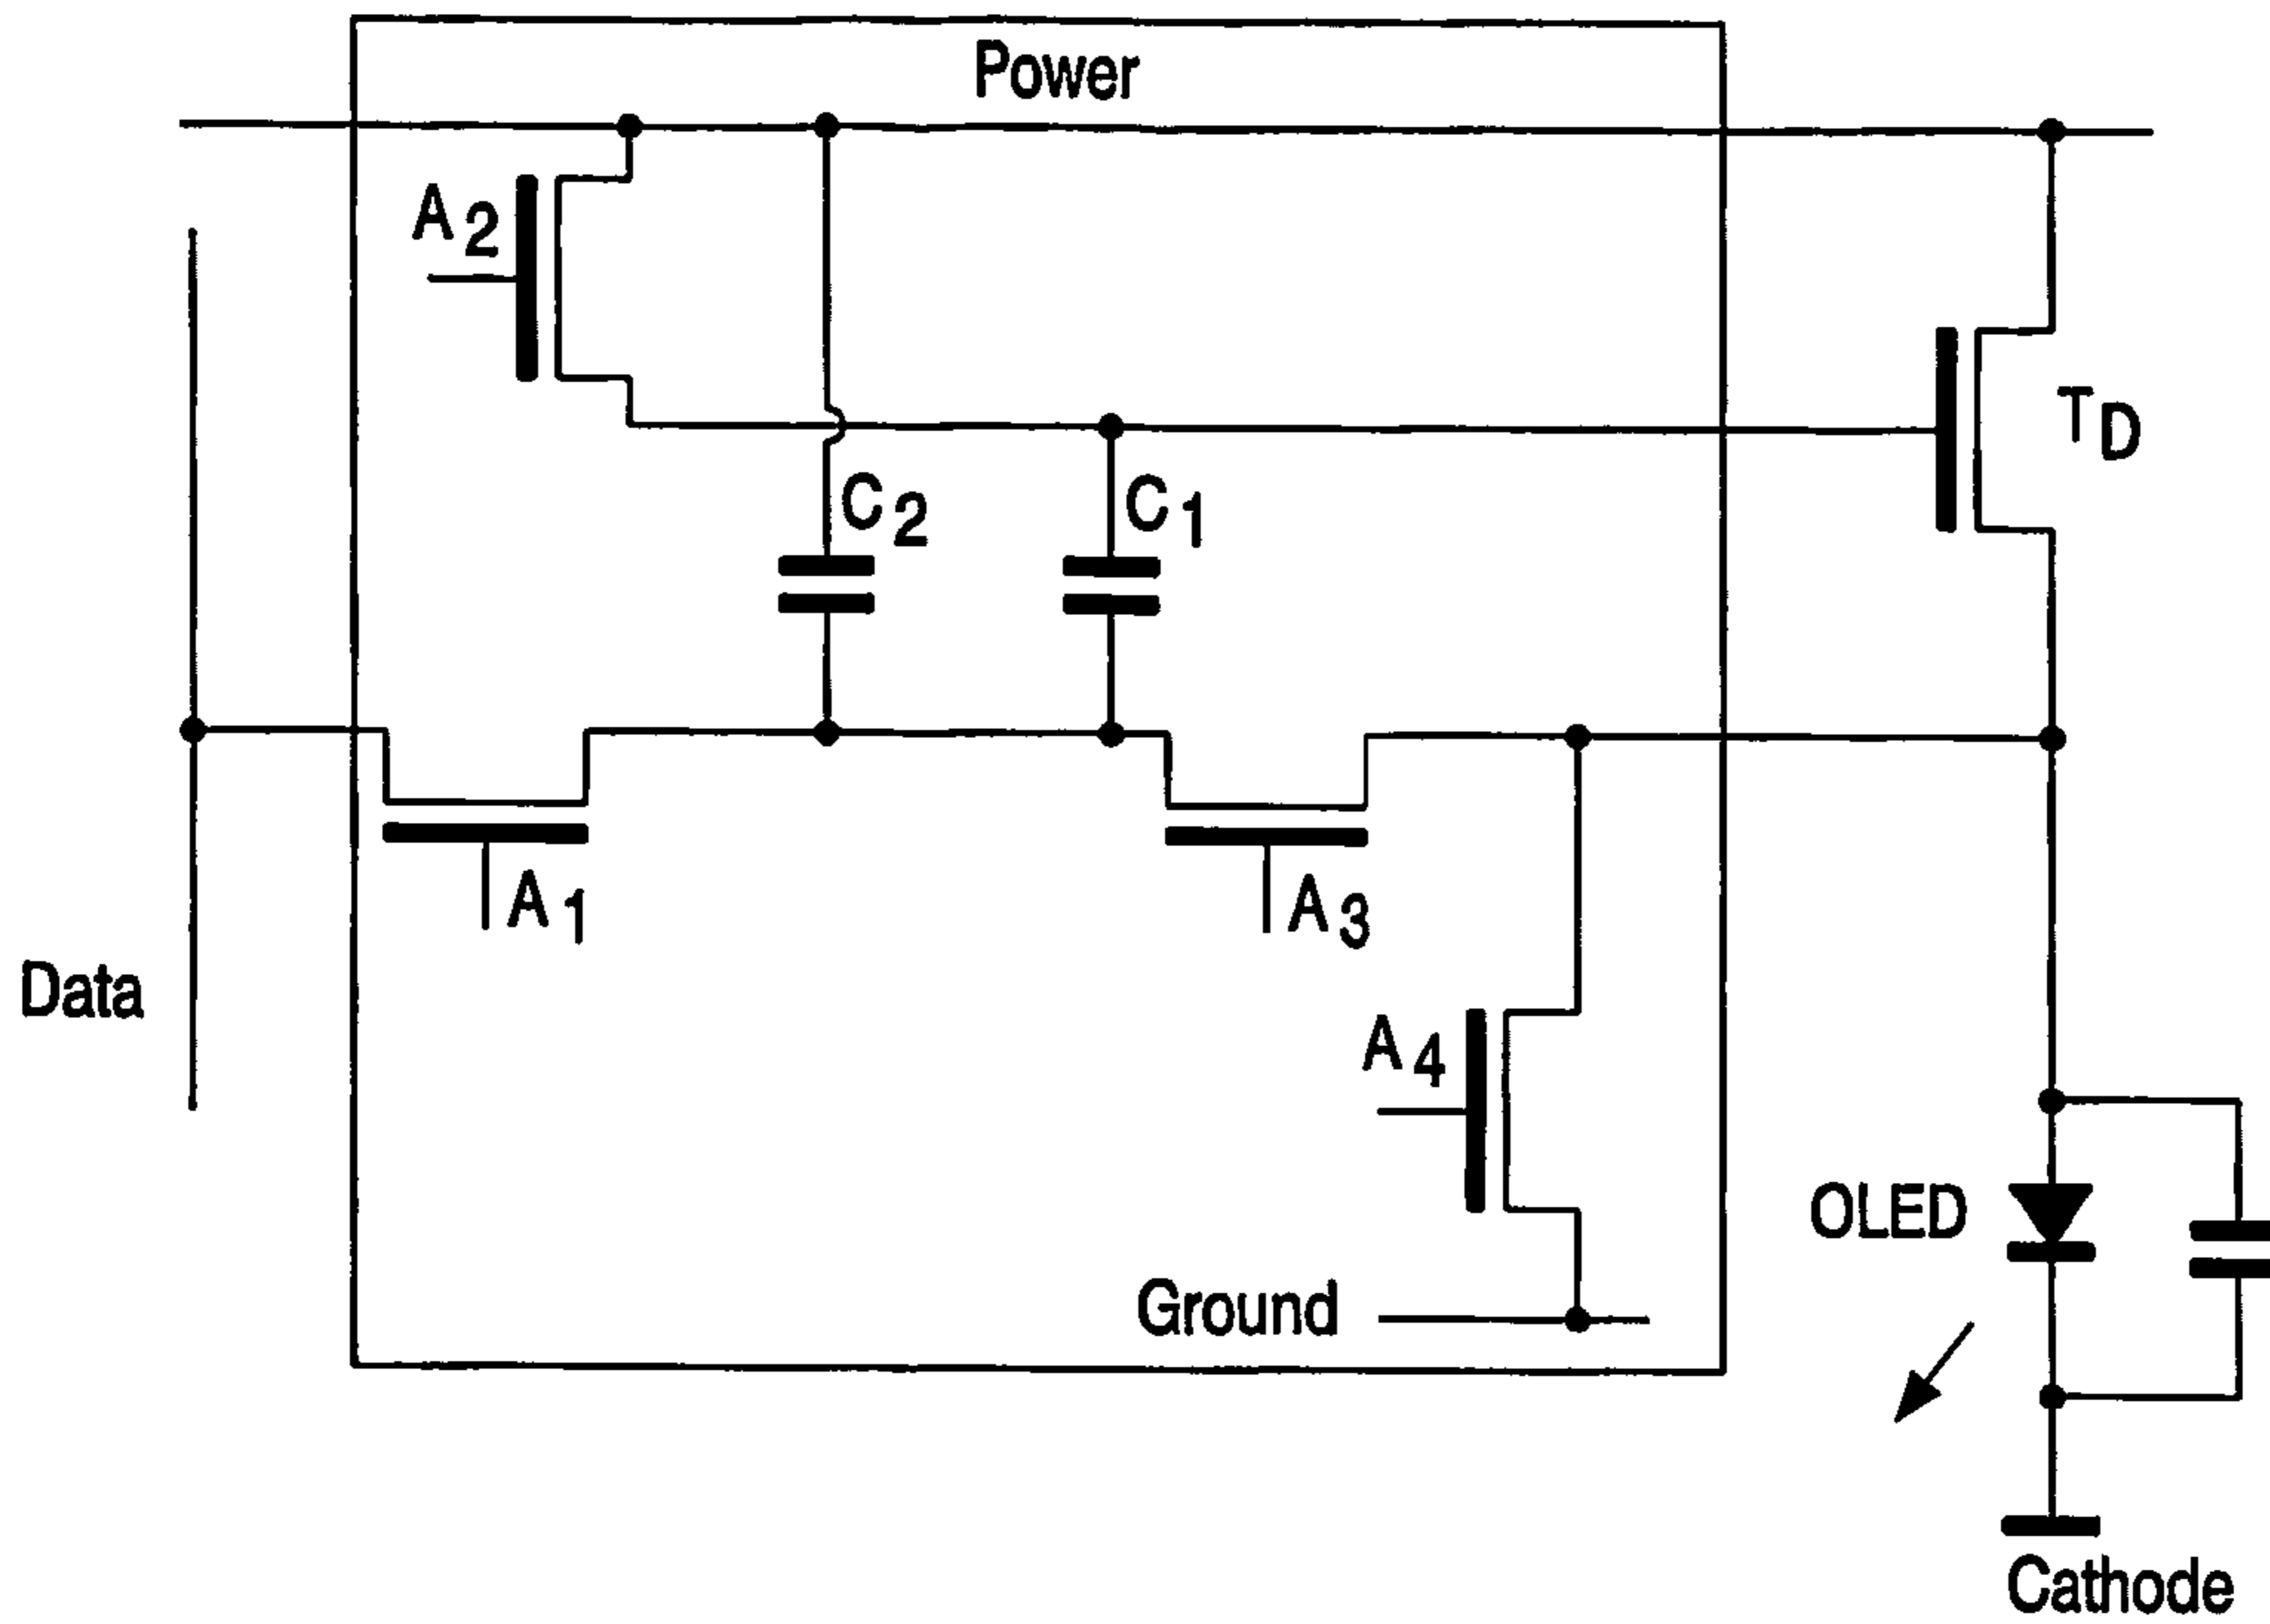 Power
A2
TD
C2
C1
A1
A3
Data
A4
OLED
Ground
Cathode